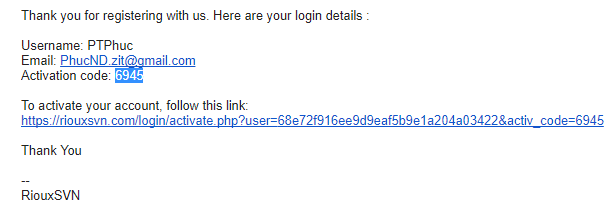 Thank you for registering with us. Here are your login details :
Username: PTPhuc
Email: PhucND.zit@gmail.com
Activation code: 6945
To activate your account, follow this link:
https://riouxsvn.com/login/activate.php?user=68e72f916ee9d9eaf5b9e1a204a03422&activ_code=6945
Thank You
--
RiouxSVN